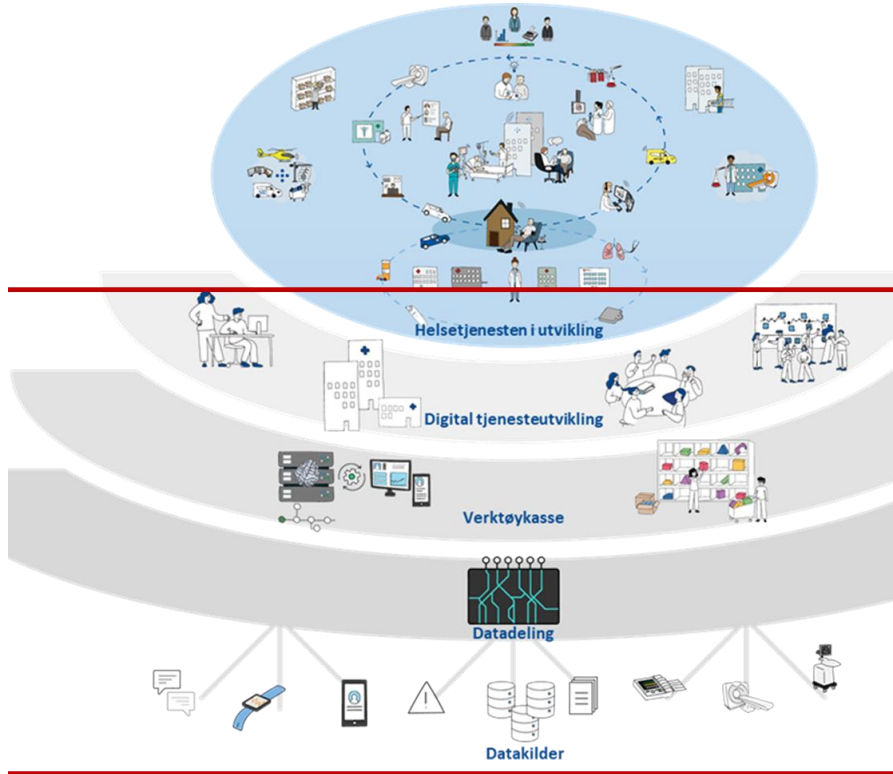 Helsetjenesten i utvikling
Digital tjenesteutvikling
Verktøykasse
Datadeling
Datakilder